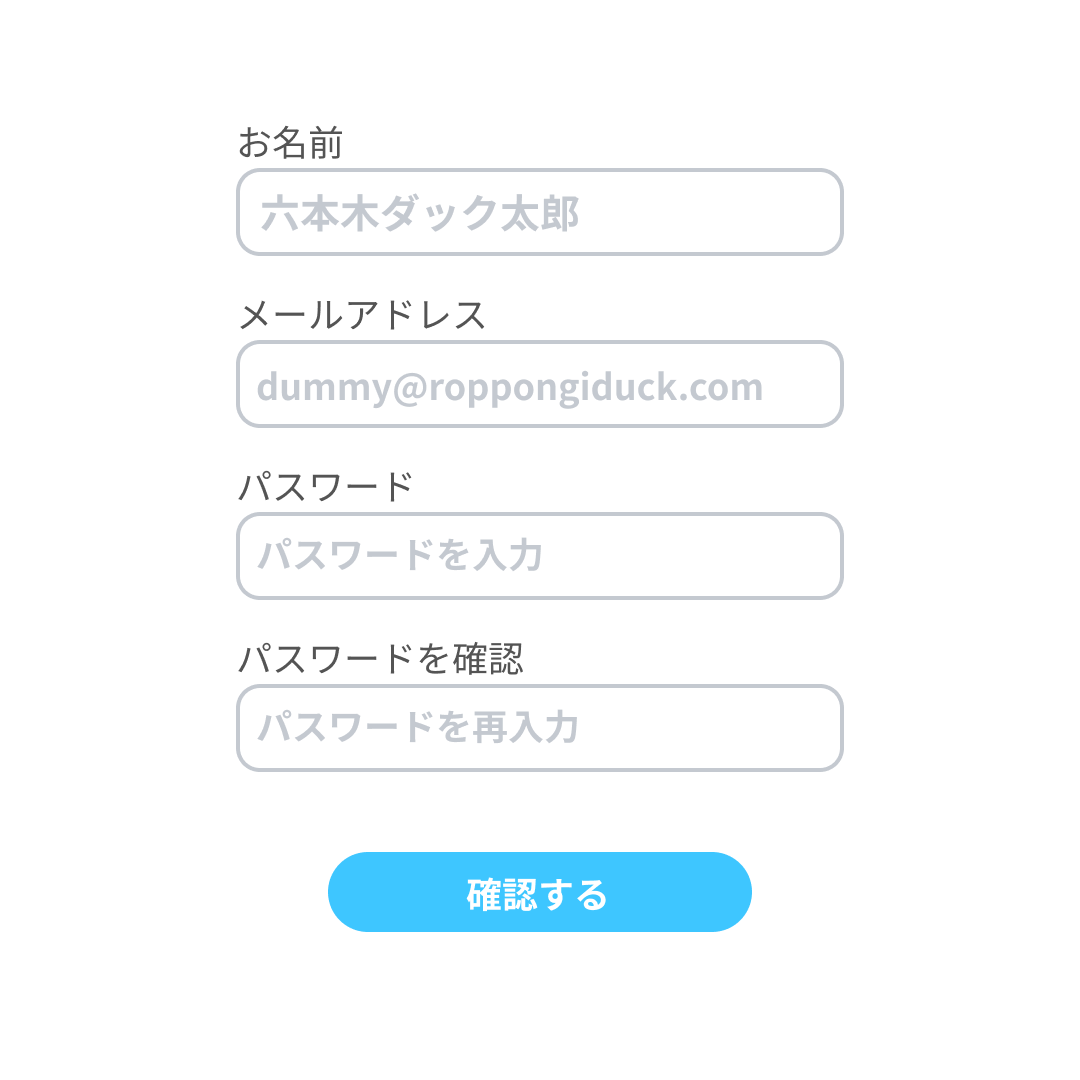 お名前
六本木ダック太郎
メールアドレス
dummy@roppongiduck.com
パスワード
パスワードを入力
パスワードを確認
パスワードを再入力
確認する